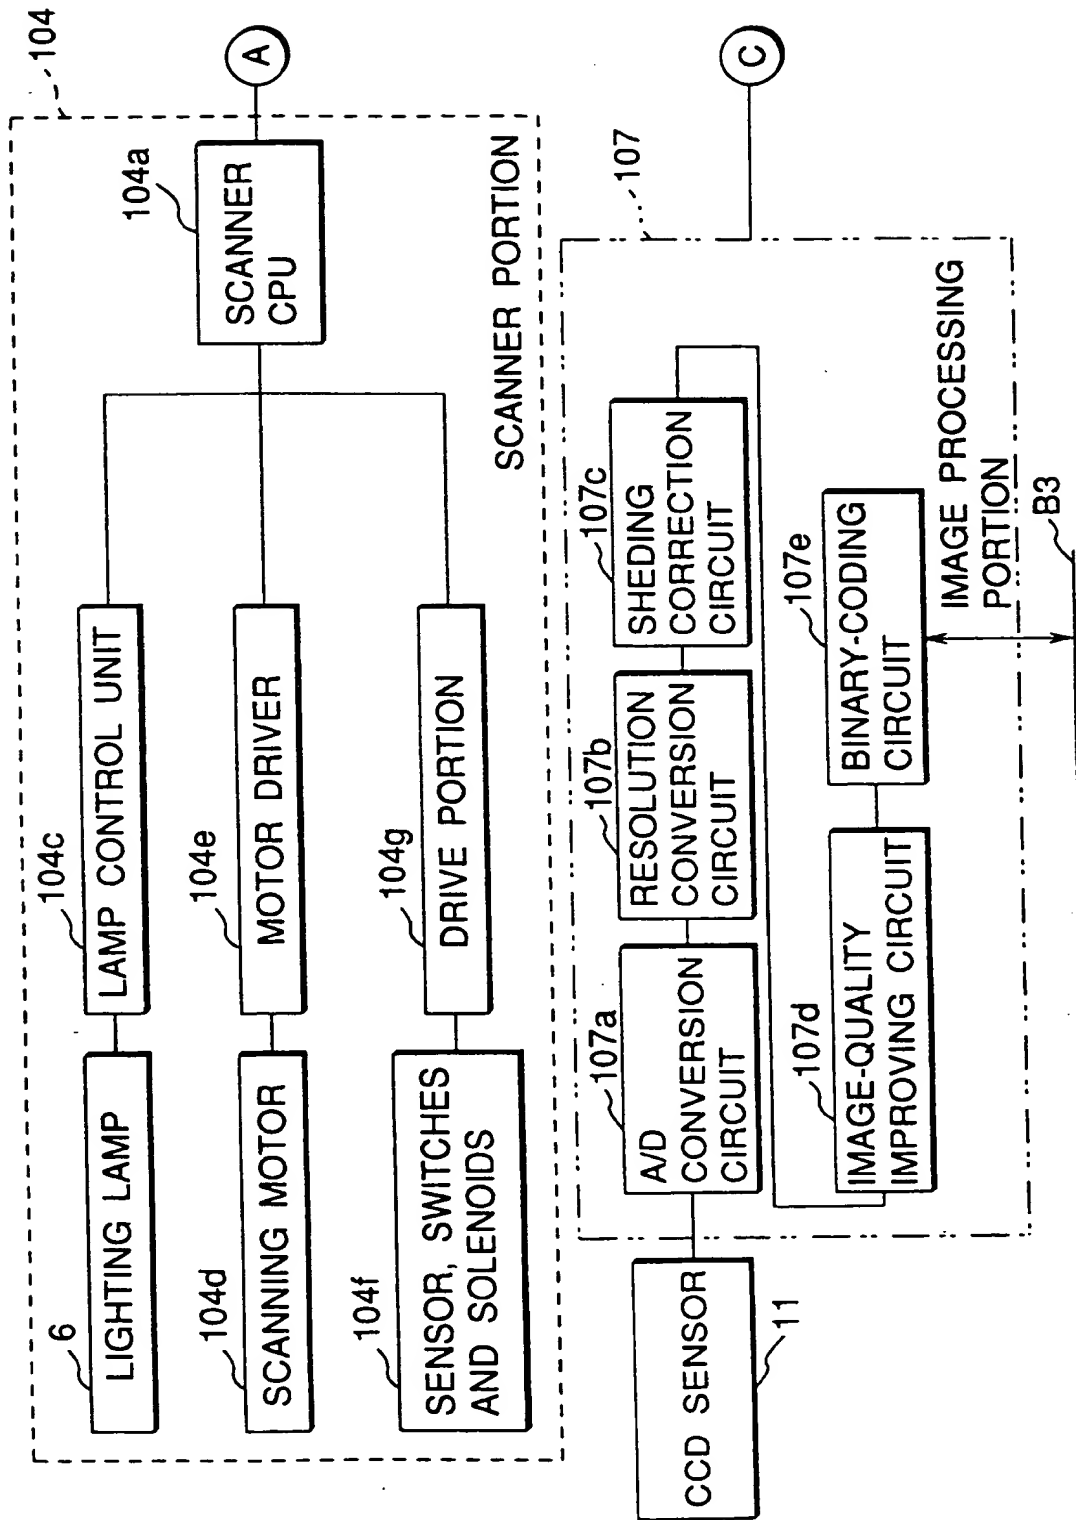 104
A
104a
SCANNER
CPU
104c
LAMP CONTROL UNIT
6
LIGHTING LAMP
104e
MOTOR DRIVER
104d
SCANNING MOTOR
104g
DRIVE PORTION
104f
SENSOR, SWITCHES
AND SOLENOIDS
SCANNER PORTION
107
C
107a
A/D
CONVERSION
CIRCUIT
107b
RESOLUTION
CONVERSION
CIRCUIT
107c
SHEDING
CORRECTION
CIRCUIT
CCD SENSOR
11
107d
IMAGE-QUALITY
IMPROVING CIRCUIT
107e
BINARY-CODING
CIRCUIT
IMAGE PROCESSING
PORTION
B3